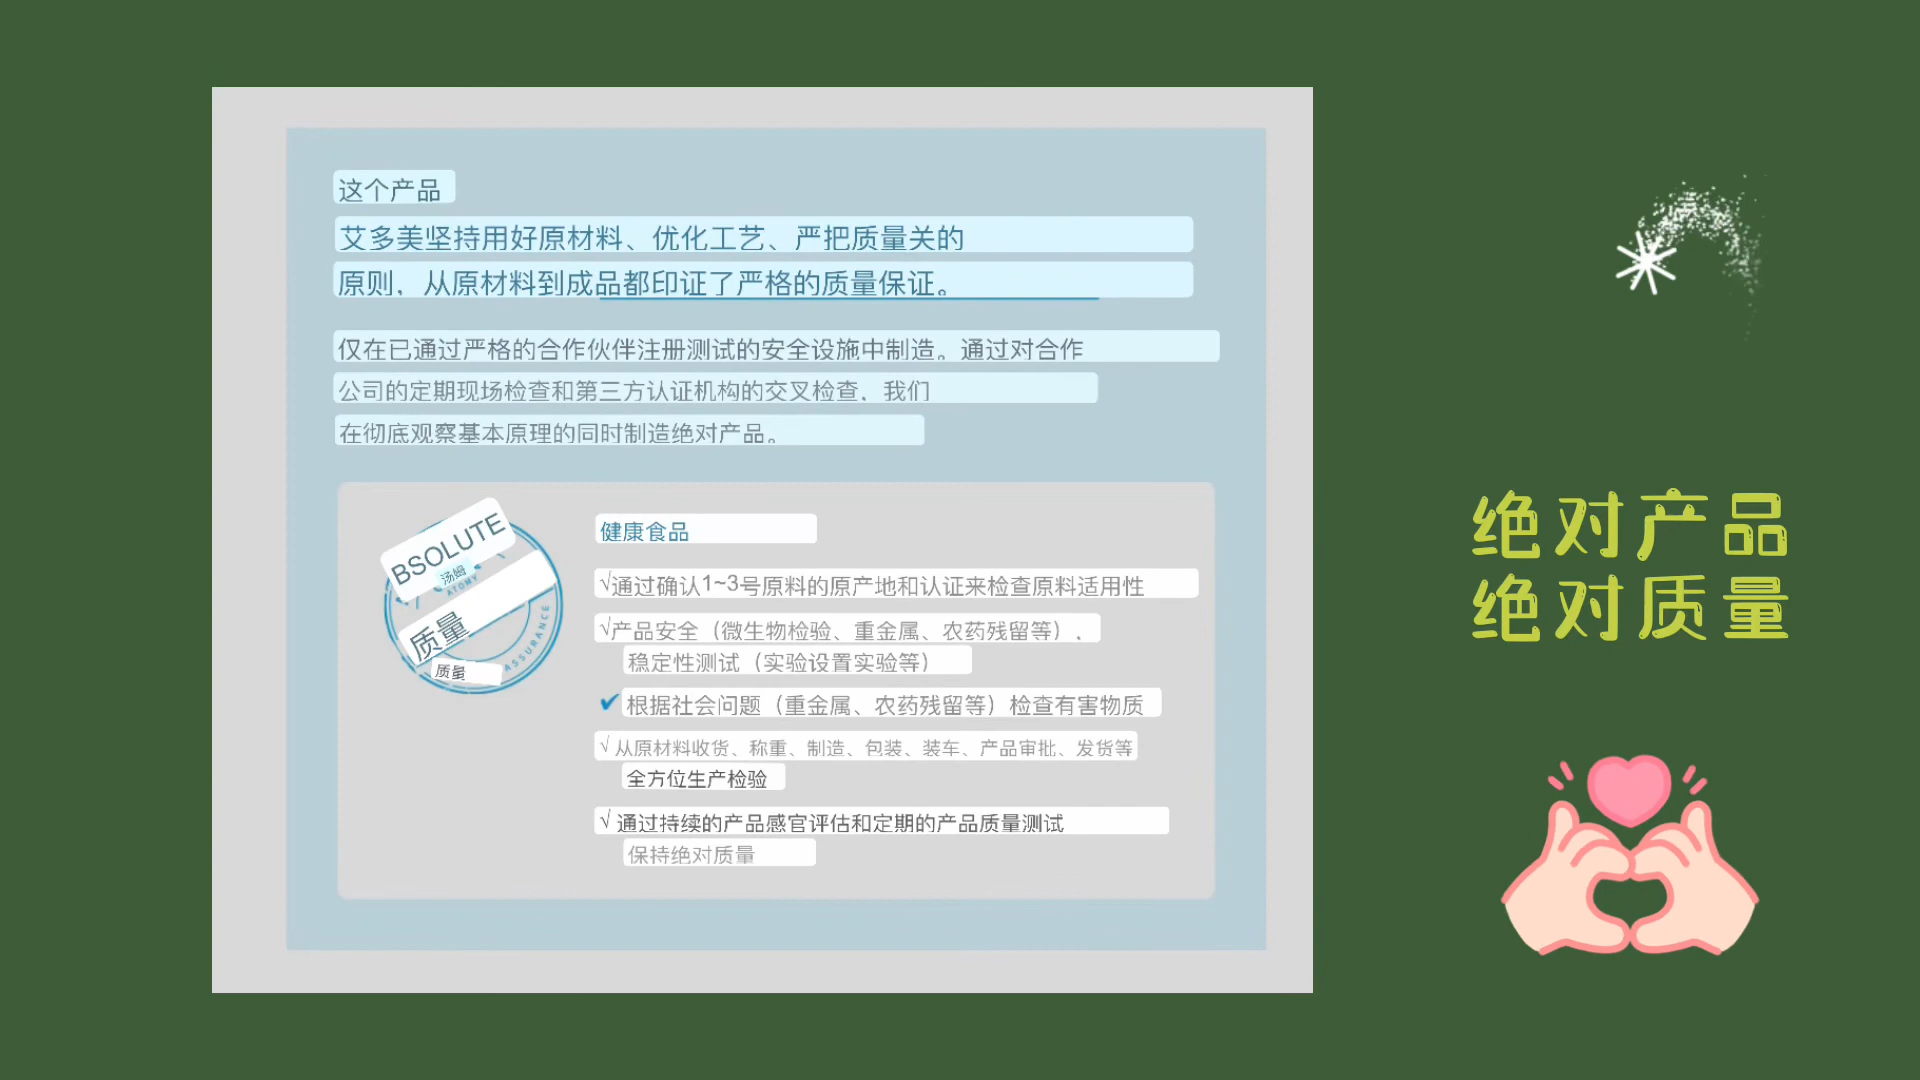 这个产品
艾多美坚持用好原材料、优化工艺、严把质量关的
原则，从原材料到成品都印证了严格的质量保证。
仅在已通过严格的合作伙伴注册测试的安全设施中制造。通过对合作
公司的定期现场检查和第三方认证机构的交叉检查，我们
在彻底观察基本原理的同时制造绝对产品。
BSOLUTE
汤姆
ATOMY
质量
质量
ASSURANCE
健康食品
√通过确认1~3号原料的原产地和认证来检查原料适用性
√产品安全（微生物检验、重金属、农药残留等），
稳定性测试（实验设置实验等）
✔根据社会问题（重金属、农药残留等）检查有害物质
√从原材料收货、称重、制造、包装、装车、产品审批、发货等
全方位生产检验
√通过持续的产品感官评估和定期的产品质量测试
保持绝对质量
绝对产品
绝对质量